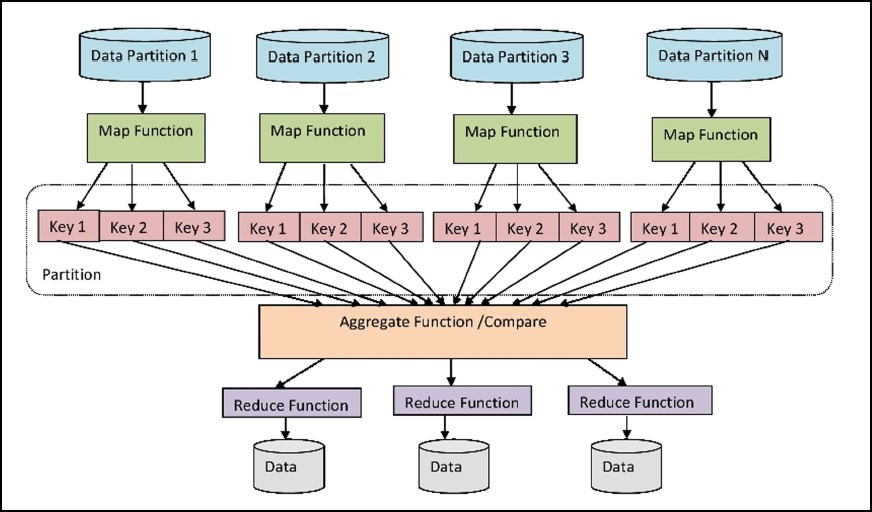 Data Partition 1
Data Partition 2
Data Partition 3
Data Partition N
Map Function
Map Function
Map Function
Map Function
Key 1
Key 2
Key 3
Key 1
Key 2
Key 3
Key 1
Key 2
Key 3
Key 1
Key 2
Key 3
Partition
Aggregate Function /Compare
Reduce Function
Reduce Function
Reduce Function
Data
Data
Data